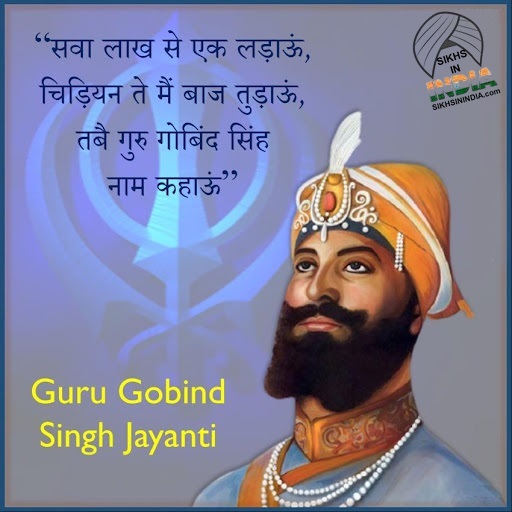 “सवा लाख से एक लड़ाऊं,
चिड़ियन ते मैं बाज तुड़ाऊं,
तबै गुरु गोबिंद सिंह
नाम कहाऊं”
SIKHS
IN
INDIA
SIKHSININDIA.com
Guru Gobind
Singh Jayanti